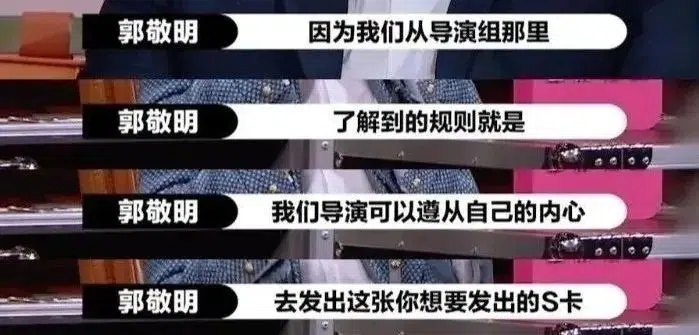 郭敬明 因为我们从导演组那里
郭敬明 了解到的规则就是
郭敬明 我们导演可以遵从自己的内心
郭敬明 去发出这张你想要发出的S卡